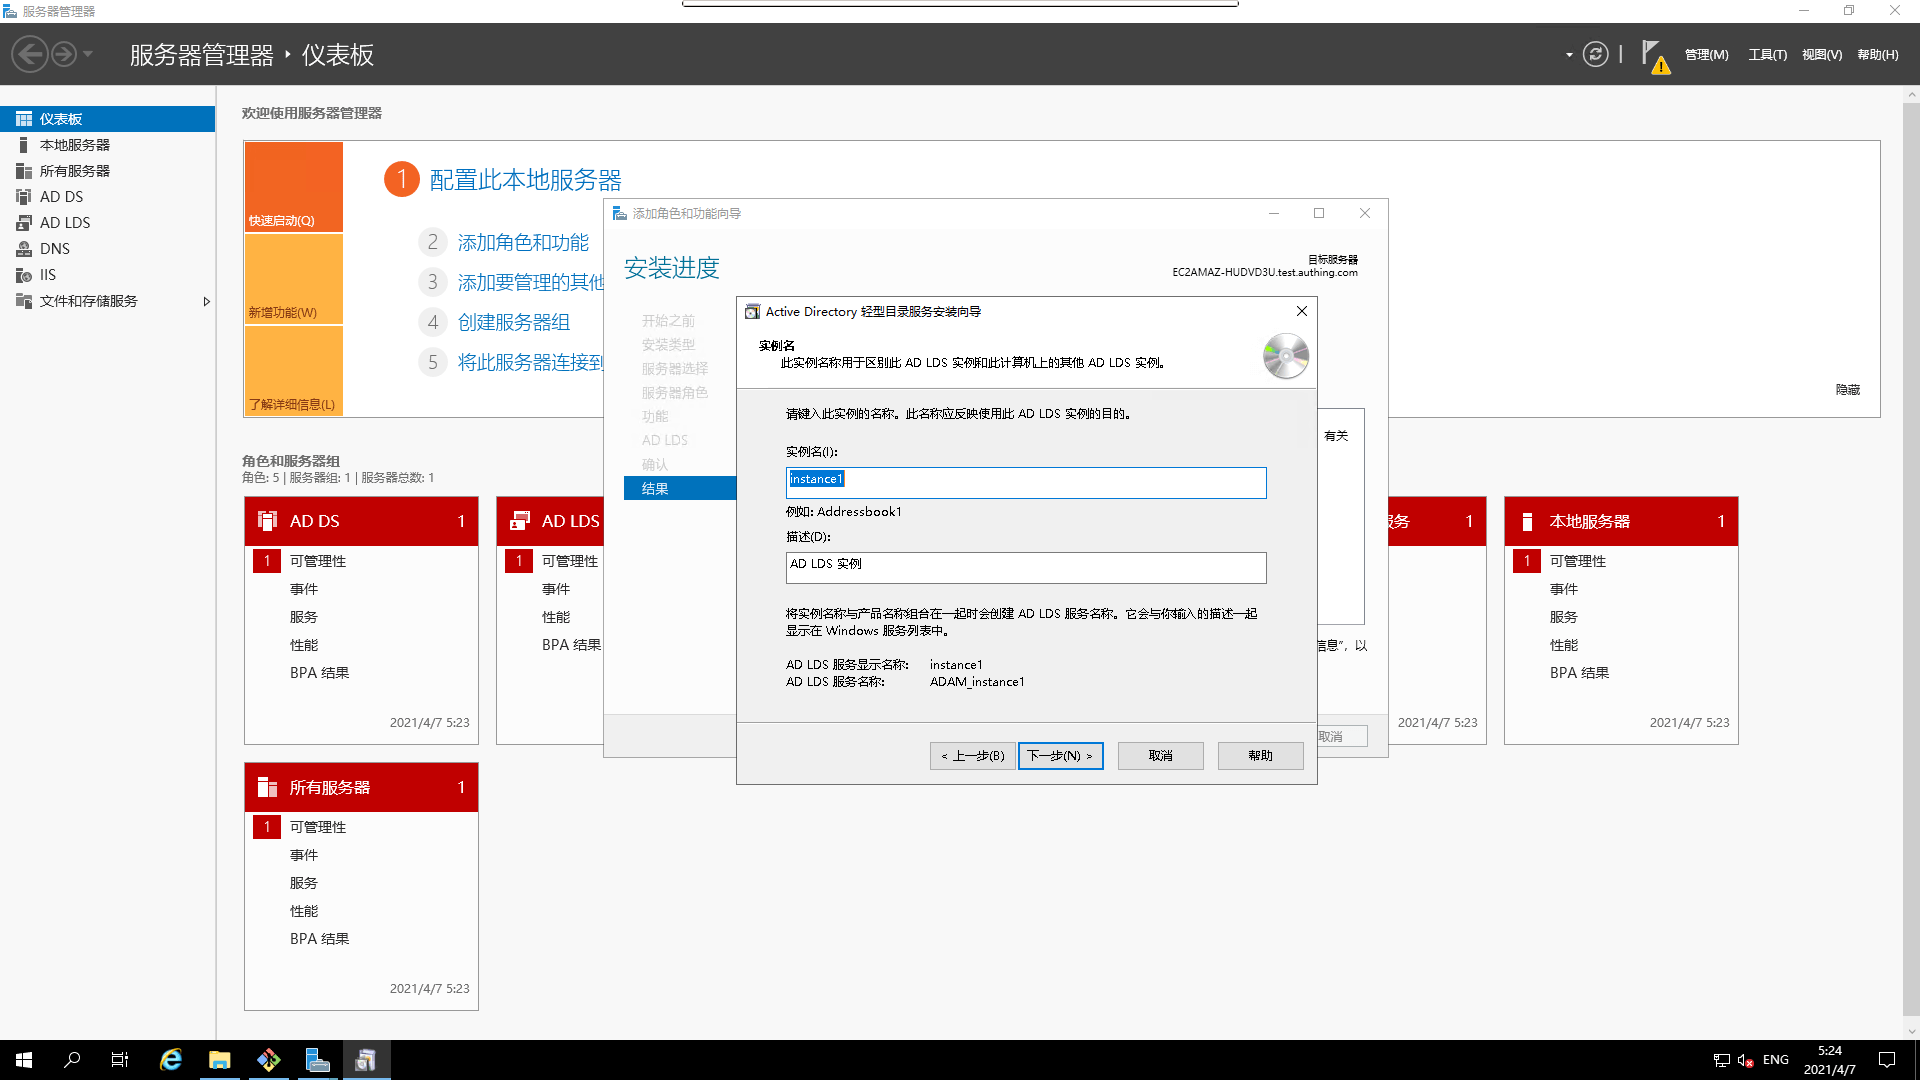 服务器管理器
服务器管理器 ‣ 仪表板
管理(M) 工具(T) 视图(V) 帮助(H)
仪表板
本地服务器
所有服务器
AD DS
AD LDS
DNS
IIS
文件和存储服务
欢迎使用服务器管理器
快速启动(Q)
新增功能(W)
了解详细信息(L)
1 配置此本地服务器
2 添加角色和功能
3 添加要管理的其他
4 创建服务器组
5 将此服务器连接到
隐藏
角色和服务器组
角色: 5 | 服务器组: 1 | 服务器总数: 1
AD DS 1
1 可管理性
事件
服务
性能
BPA 结果
2021/4/7 5:23
AD LDS
1 可管理性
事件
性能
BPA 结果
服务 1
2021/4/7 5:23
本地服务器 1
1 可管理性
事件
服务
性能
BPA 结果
2021/4/7 5:23
所有服务器 1
1 可管理性
事件
服务
性能
BPA 结果
2021/4/7 5:23
添加角色和功能向导
安装进度
目标服务器
EC2AMAZ-HUDVD3U.test.authing.com
开始之前
安装类型
服务器选择
服务器角色
功能
AD LDS
确认
结果
有关
信息”，以
取消
Active Directory 轻型目录服务安装向导
实例名
此实例名称用于区别此 AD LDS 实例和此计算机上的其他 AD LDS 实例。
请键入此实例的名称。此名称应反映使用此 AD LDS 实例的目的。
实例名(I):
instance1
例如: Addressbook1
描述(D):
AD LDS 实例
将实例名称与产品名称组合在一起时会创建 AD LDS 服务名称。它会与你输入的描述一起
显示在 Windows 服务列表中。
AD LDS 服务显示名称: instance1
AD LDS 服务名称: ADAM_instance1
< 上一步(B) 下一步(N) > 取消 帮助
ENG
5:24
2021/4/7